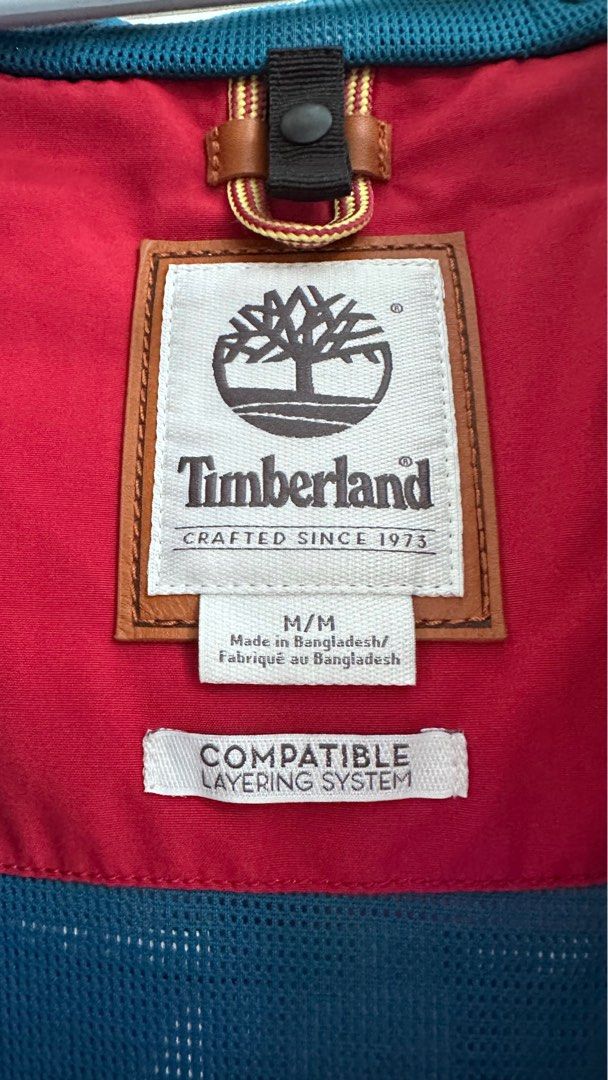 ®
Timberland®
CRAFTED SINCE 1973
M/M
Made in Bangladesh/
Fabriqué au Bangladesh
COMPATIBLE
LAYERING SYSTEM